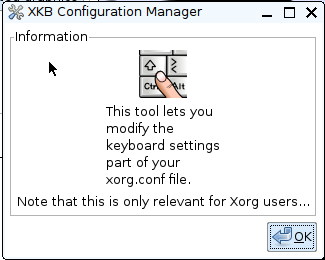 XKB Configuration Manager
Information
Ctrl Alt
This tool lets you
modify the
keyboard settings
part of your
xorg.conf file.
Note that this is only relevant for Xorg users...
OK